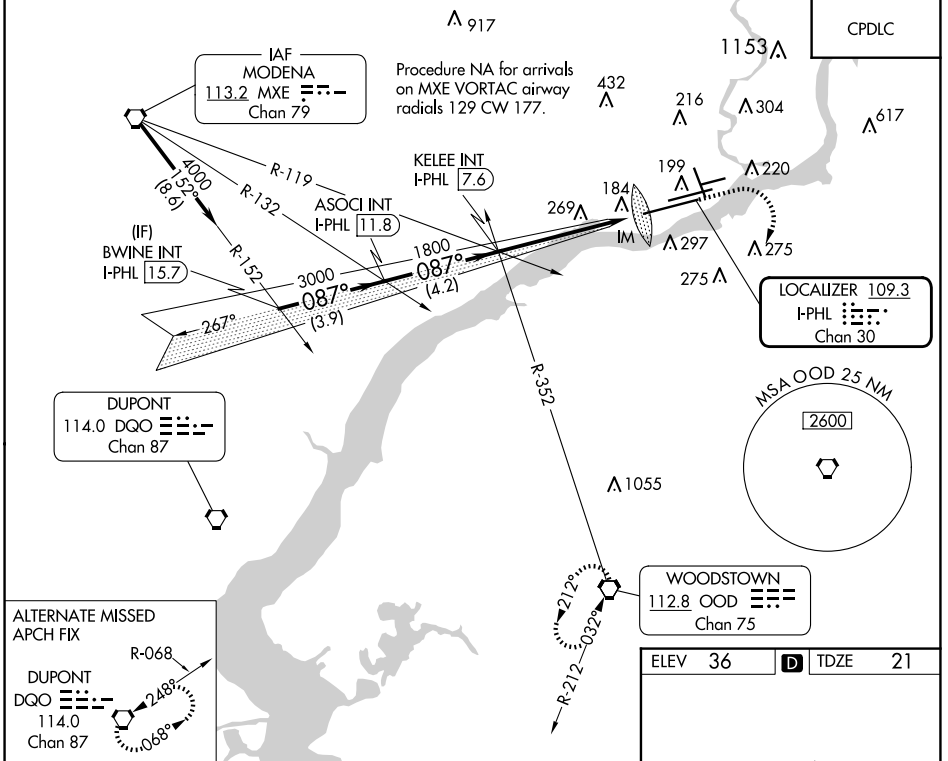 917
CPDLC
IAF
MODENA
113.2 MXE
Chan 79
Procedure NA for arrivals
on MXE VORTAC airway
radials 129 CW 177.
1153
432
216
304
617
4000
152°
(8.6)
R-119
R-132
R-152
KELEE INT
I-PHL 7.6
ASOCI INT
I-PHL 11.8
(IF)
BWINE INT
I-PHL 15.7
199
220
184
269
IM
297
275
275
1800
3000
087°
087°
(4.2)
(3.9)
267°
LOCALIZER 109.3
I-PHL
Chan 30
R-352
MSA OOD 25 NM
2600
DUPONT
114.0 DQO
Chan 87
1055
WOODSTOWN
112.8 OOD
Chan 75
212°
032°
R-212
ALTERNATE MISSED
APCH FIX
R-068
DUPONT
DQO
114.0
Chan 87
248°
068°
ELEV 36 D TDZE 21